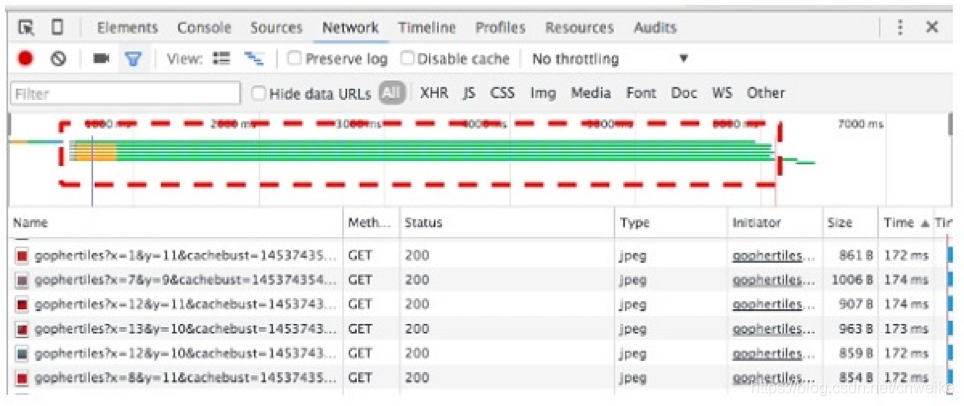 Elements Console Sources Network Timeline Profiles Resources Audits
View: Preserve log Disable cache No throttling
Filter Hide data URLs All XHR JS CSS Img Media Font Doc WS Other
1000 ms 2000 ms 3000 ms 4000 ms 5000 ms 6000 ms 7000 ms
Name Meth... Status Type Initiator Size Time Tir
gophertiles?x=1&y=11&cachebust=14537435... GET 200 jpeg gophertiles... 861 B 172 ms
gophertiles?x=7&y=9&cachebust=145374354... GET 200 jpeg gophertiles... 1006 B 174 ms
gophertiles?x=12&y=11&cachebust=1453743... GET 200 jpeg gophertiles... 907 B 174 ms
gophertiles?x=13&y=10&cachebust=1453743... GET 200 jpeg gophertiles... 963 B 173 ms
gophertiles?x=12&y=10&cachebust=1453743... GET 200 jpeg gophertiles... 859 B 172 ms
gophertiles?x=8&y=11&cachebust=14537435... GET 200 jpeg gophertiles... 854 B 172 ms
https://blog.csdn.net/cnweike